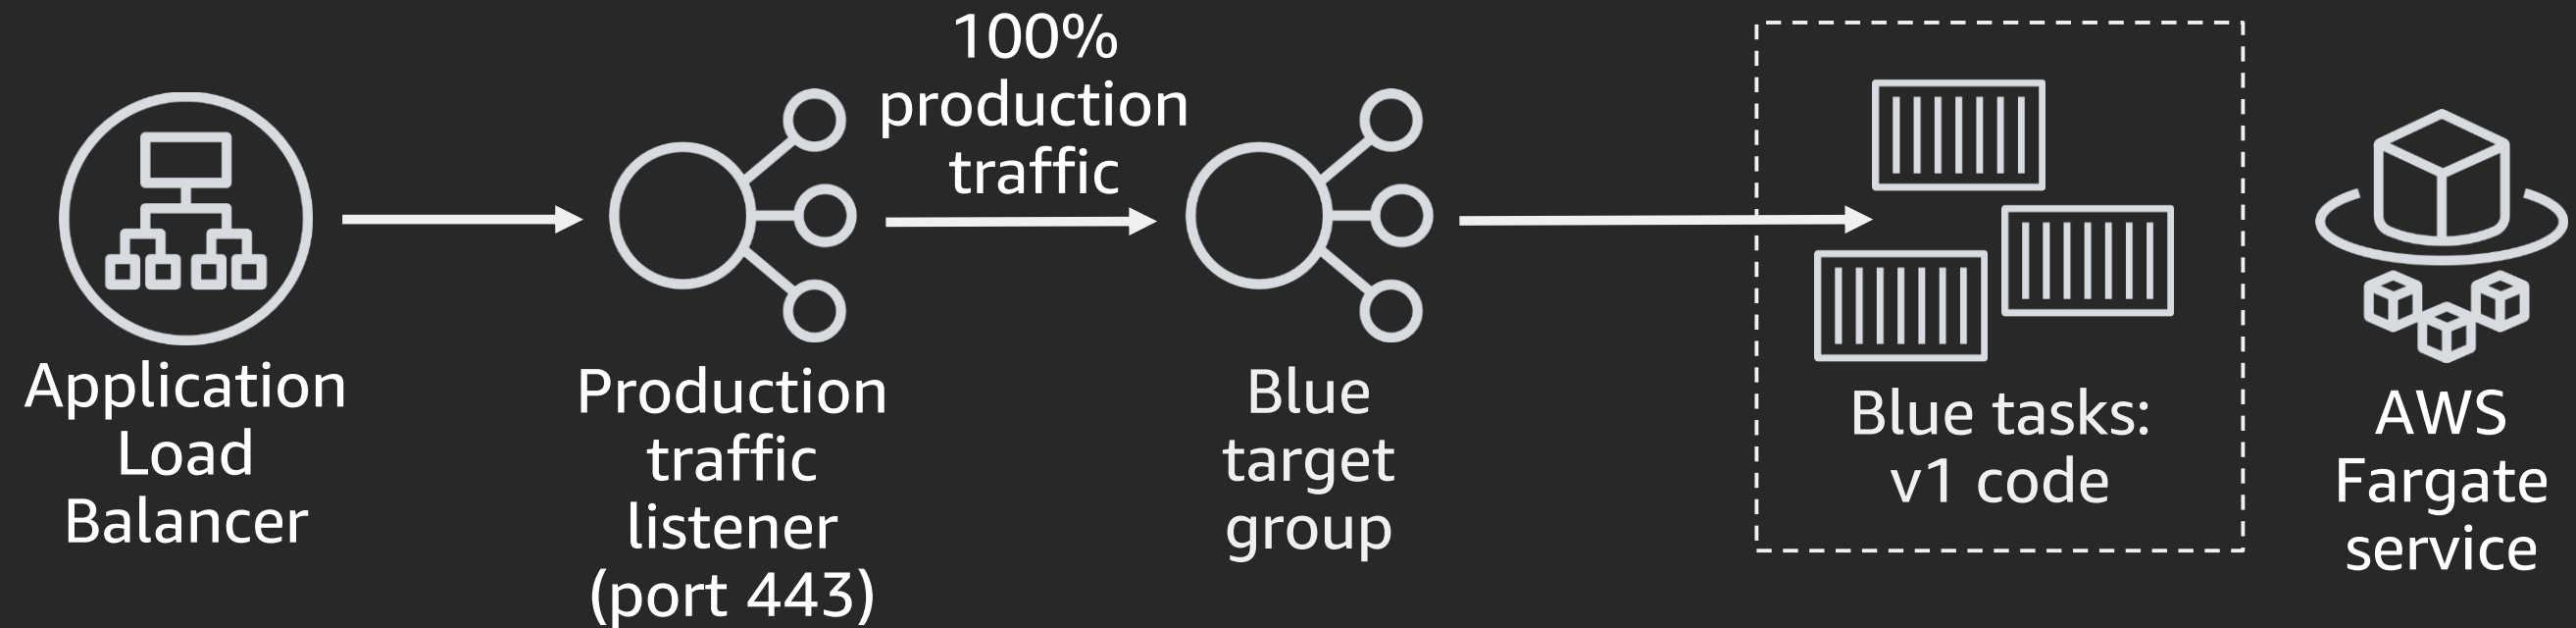 Application
Load
Balancer
Production
traffic
listener
(port 443)
100%
production
traffic
Blue
target
group
Blue tasks:
v1 code
AWS
Fargate
service